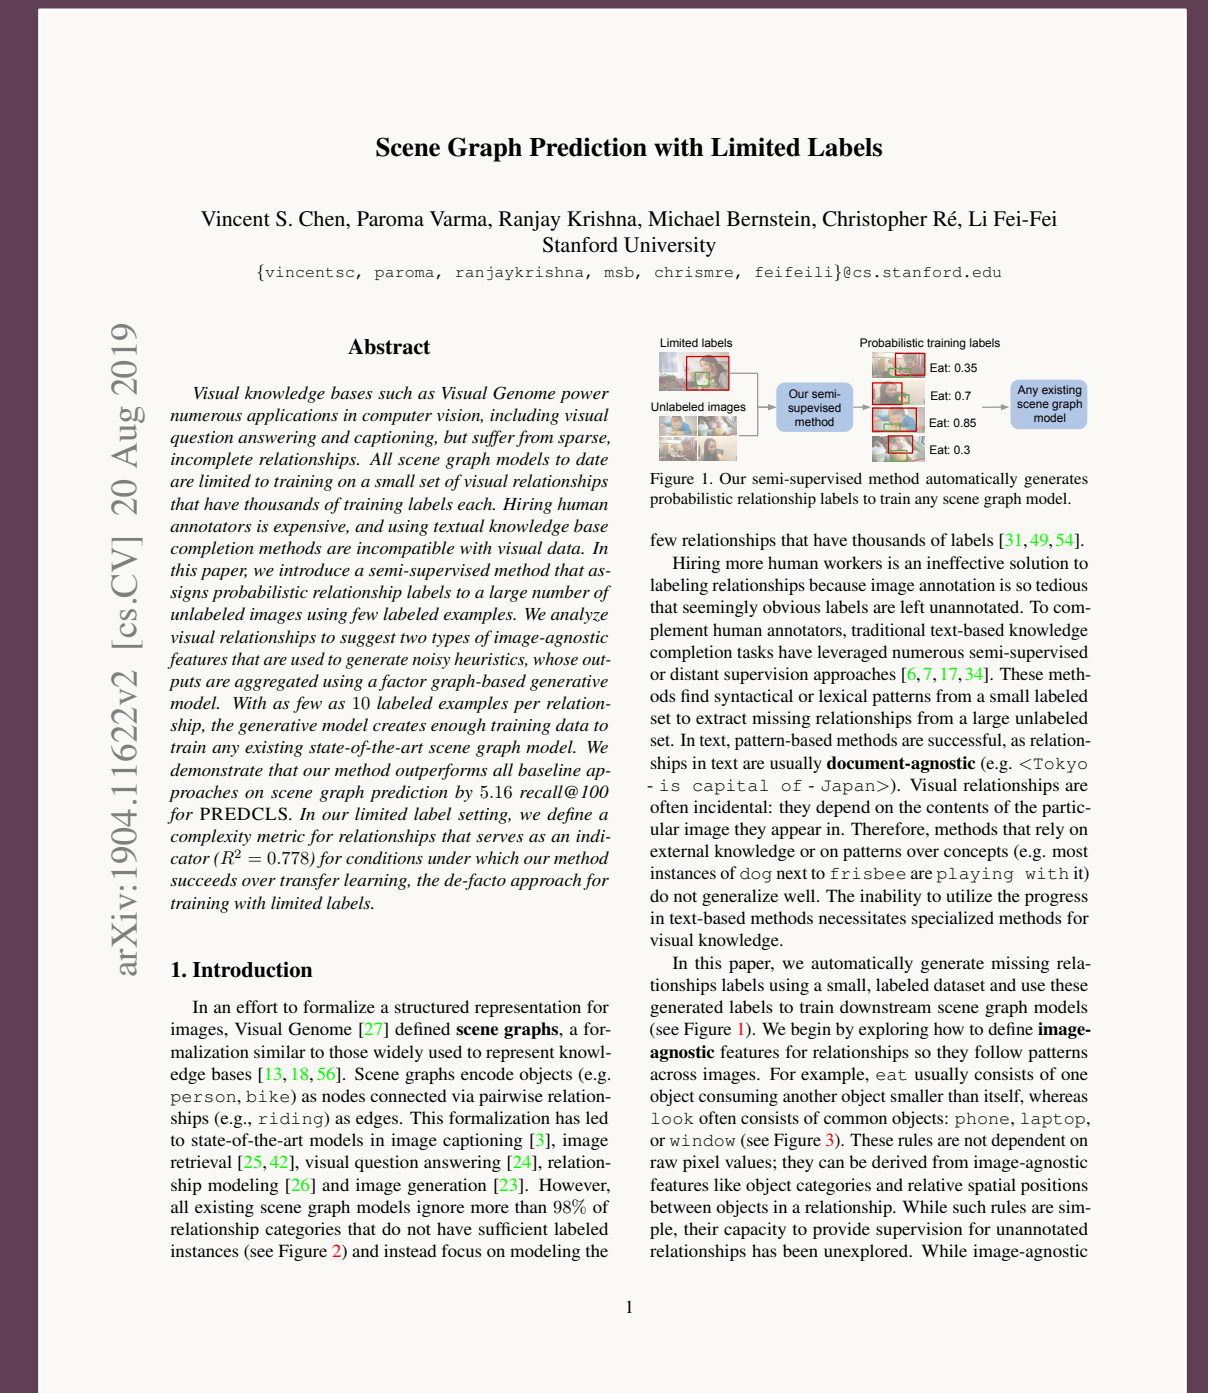 Scene Graph Prediction with Limited Labels
Vincent S. Chen, Paroma Varma, Ranjay Krishna, Michael Bernstein, Christopher Ré, Li Fei-Fei
Stanford University
{vincentsc, paroma, ranjaykrishna, msb, chrismre, feifeili}@cs.stanford.edu
arXiv:1904.11622v2 [cs.CV] 20 Aug 2019
Abstract
Visual knowledge bases such as Visual Genome power
numerous applications in computer vision, including visual
question answering and captioning, but suffer from sparse,
incomplete relationships. All scene graph models to date
are limited to training on a small set of visual relationships
that have thousands of training labels each. Hiring human
annotators is expensive, and using textual knowledge base
completion methods are incompatible with visual data. In
this paper, we introduce a semi-supervised method that as-
signs probabilistic relationship labels to a large number of
unlabeled images using few labeled examples. We analyze
visual relationships to suggest two types of image-agnostic
features that are used to generate noisy heuristics, whose out-
puts are aggregated using a factor graph-based generative
model. With as few as 10 labeled examples per relation-
ship, the generative model creates enough training data to
train any existing state-of-the-art scene graph model. We
demonstrate that our method outperforms all baseline ap-
proaches on scene graph prediction by 5.16 recall@100
for PREDCLS. In our limited label setting, we define a
complexity metric for relationships that serves as an indi-
cator (R² = 0.778) for conditions under which our method
succeeds over transfer learning, the de-facto approach for
training with limited labels.
1. Introduction
In an effort to formalize a structured representation for
images, Visual Genome [27] defined scene graphs, a for-
malization similar to those widely used to represent knowl-
edge bases [13, 18, 56]. Scene graphs encode objects (e.g.
person, bike) as nodes connected via pairwise relation-
ships (e.g., riding) as edges. This formalization has led
to state-of-the-art models in image captioning [3], image
retrieval [25, 42], visual question answering [24], relation-
ship modeling [26] and image generation [23]. However,
all existing scene graph models ignore more than 98% of
relationship categories that do not have sufficient labeled
instances (see Figure 2) and instead focus on modeling the
Limited labels
Unlabeled images
Our semi-
supevised
method
Probabilistic training labels
Eat: 0.35
Eat: 0.7
Eat: 0.85
Eat: 0.3
Any existing
scene graph
model
Figure 1. Our semi-supervised method automatically generates
probabilistic relationship labels to train any scene graph model.
few relationships that have thousands of labels [31, 49, 54].
Hiring more human workers is an ineffective solution to
labeling relationships because image annotation is so tedious
that seemingly obvious labels are left unannotated. To com-
plement human annotators, traditional text-based knowledge
completion tasks have leveraged numerous semi-supervised
or distant supervision approaches [6, 7, 17, 34]. These meth-
ods find syntactical or lexical patterns from a small labeled
set to extract missing relationships from a large unlabeled
set. In text, pattern-based methods are successful, as relation-
ships in text are usually document-agnostic (e.g. <Tokyo
- is capital of - Japan>). Visual relationships are
often incidental: they depend on the contents of the partic-
ular image they appear in. Therefore, methods that rely on
external knowledge or on patterns over concepts (e.g. most
instances of dog next to frisbee are playing with it)
do not generalize well. The inability to utilize the progress
in text-based methods necessitates specialized methods for
visual knowledge.
In this paper, we automatically generate missing rela-
tionships labels using a small, labeled dataset and use these
generated labels to train downstream scene graph models
(see Figure 1). We begin by exploring how to define image-
agnostic features for relationships so they follow patterns
across images. For example, eat usually consists of one
object consuming another object smaller than itself, whereas
look often consists of common objects: phone, laptop,
or window (see Figure 3). These rules are not dependent on
raw pixel values; they can be derived from image-agnostic
features like object categories and relative spatial positions
between objects in a relationship. While such rules are sim-
ple, their capacity to provide supervision for unannotated
relationships has been unexplored. While image-agnostic
1